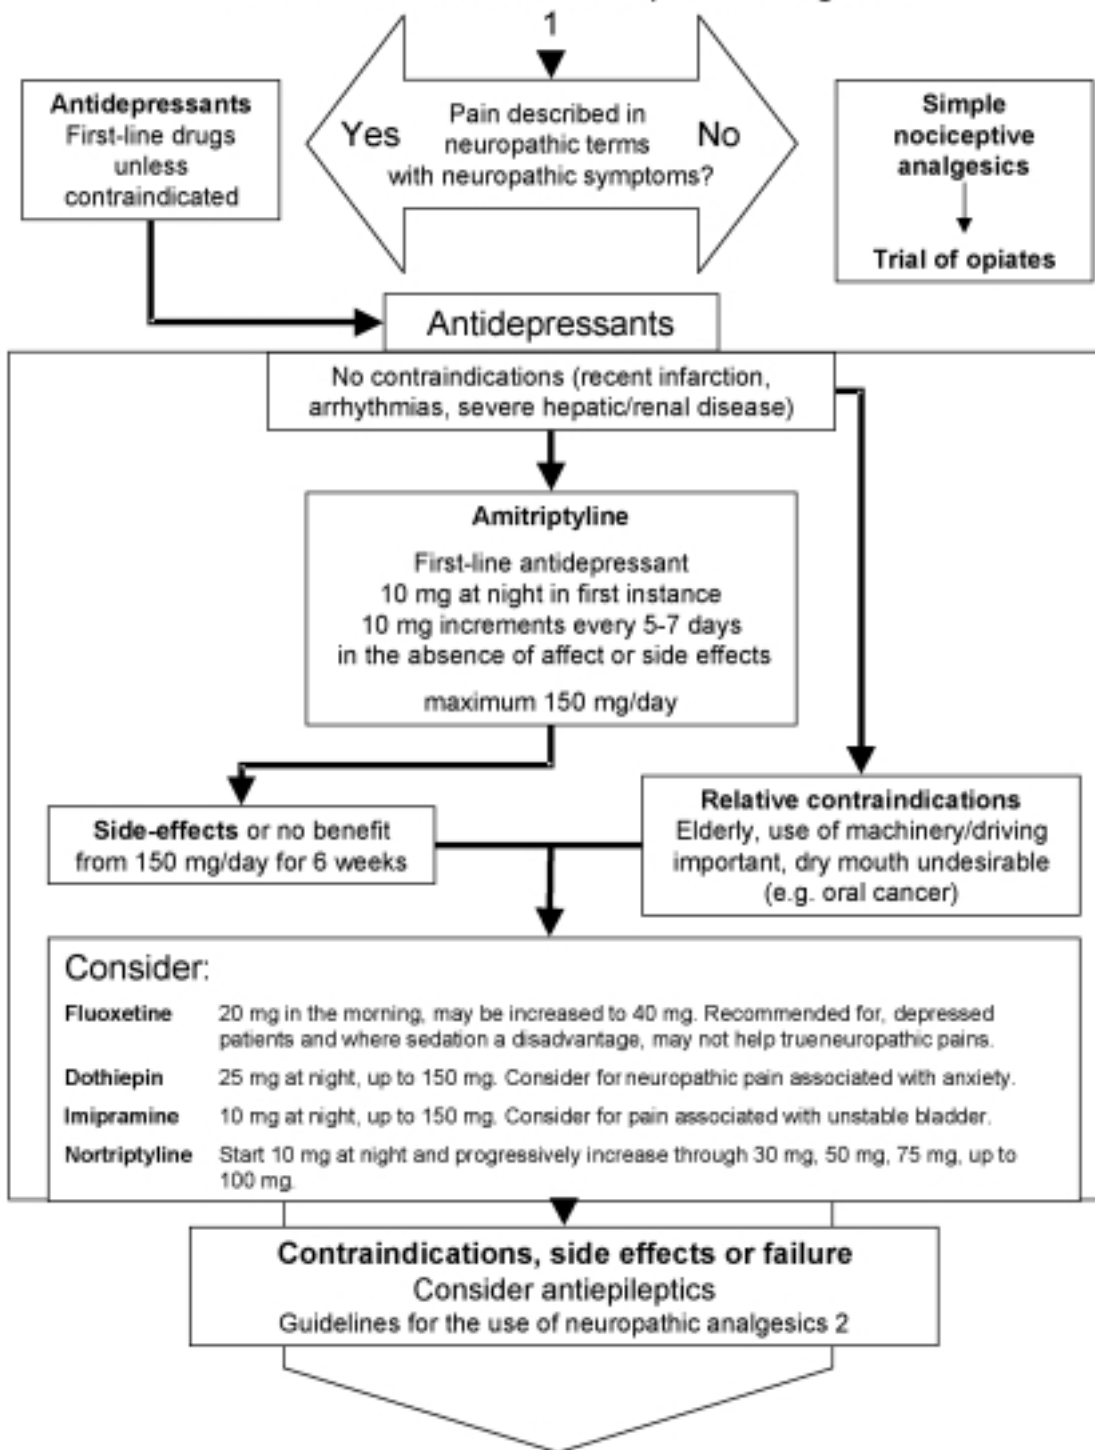 1
Antidepressants
First-line drugs
unless
contraindicated
Yes
Pain described in
neuropathic terms
with neuropathic symptoms?
No
Simple
nociceptive
analgesics
Trial of opiates
Antidepressants
No contraindications (recent infarction,
arrhythmias, severe hepatic/renal disease)
Amitriptyline
First-line antidepressant
10 mg at night in first instance
10 mg increments every 5-7 days
in the absence of affect or side effects
maximum 150 mg/day
Side-effects or no benefit
from 150 mg/day for 6 weeks
Relative contraindications
Elderly, use of machinery/driving
important, dry mouth undesirable
(e.g. oral cancer)
Consider:
Fluoxetine 20 mg in the morning, may be increased to 40 mg. Recommended for, depressed
patients and where sedation a disadvantage, may not help trueneuropathic pains.
Dothiepin 25 mg at night, up to 150 mg. Consider for neuropathic pain associated with anxiety.
Imipramine 10 mg at night, up to 150 mg. Consider for pain associated with unstable bladder.
Nortriptyline Start 10 mg at night and progressively increase through 30 mg, 50 mg, 75 mg, up to
100 mg.
Contraindications, side effects or failure
Consider antiepileptics
Guidelines for the use of neuropathic analgesics 2